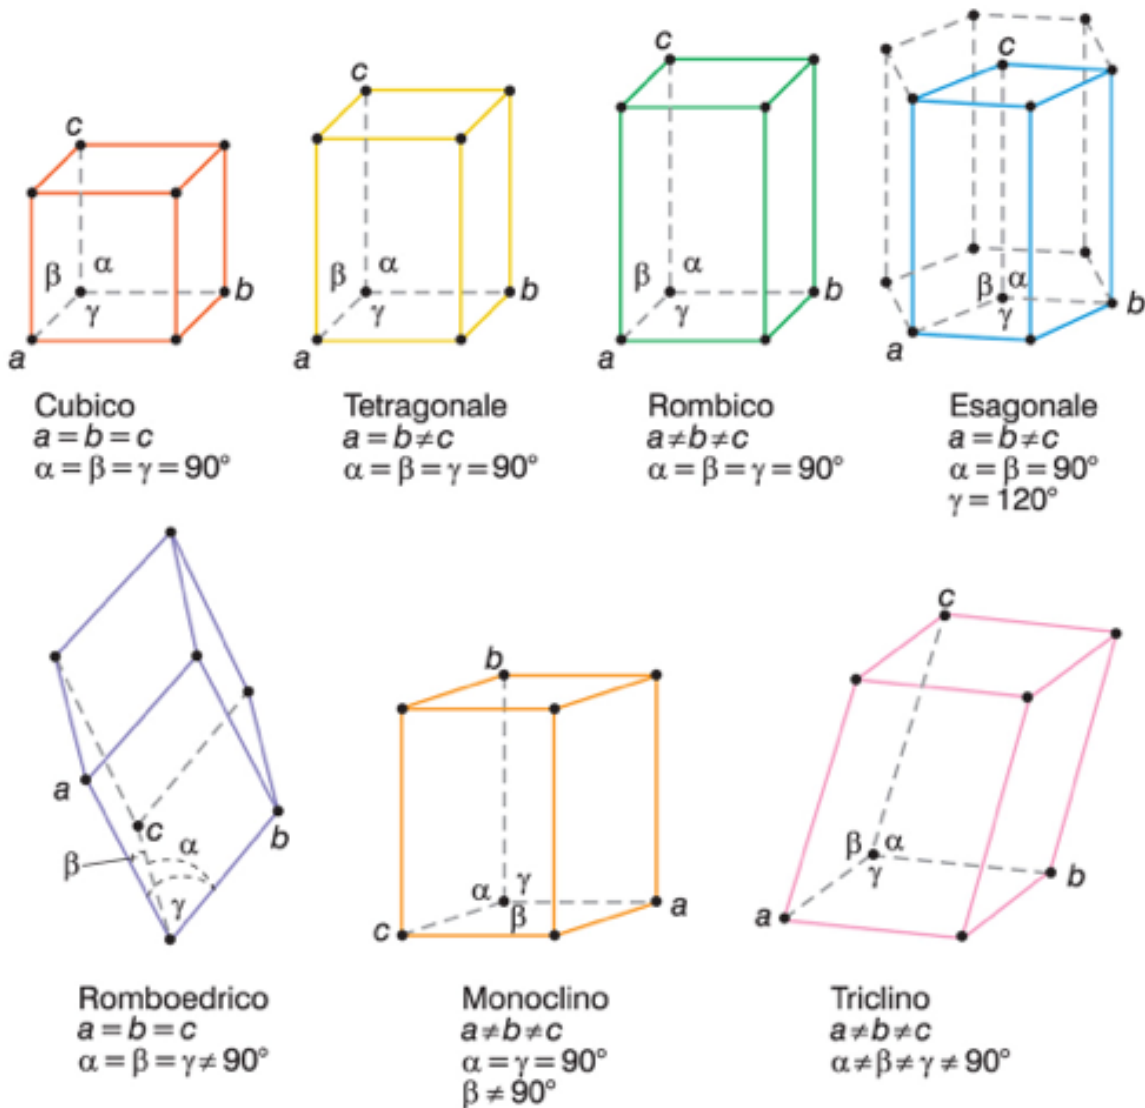 c
β α
γ b
a
Cubico
a = b = c
α = β = γ = 90°
c
β α
γ b
a
Tetragonale
a = b ≠ c
α = β = γ = 90°
c
β α
γ b
a
Rombico
a ≠ b ≠ c
α = β = γ = 90°
c
β α
γ b
a
Esagonale
a = b ≠ c
α = β = 90°
γ = 120°
a
c
b
α
β
γ
Romboedrico
a = b = c
α = β = γ ≠ 90°
b
α γ
β a
c
Monoclino
a ≠ b ≠ c
α = γ = 90°
β ≠ 90°
c
β α
γ b
a
Triclino
a ≠ b ≠ c
α ≠ β ≠ γ ≠ 90°